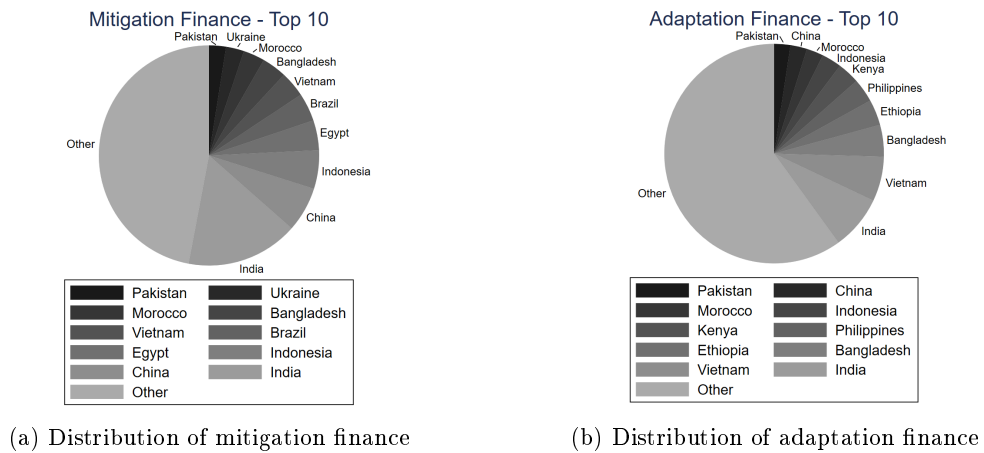 Mitigation Finance - Top 10
Pakistan
Ukraine
Morocco
Bangladesh
Vietnam
Brazil
Egypt
Indonesia
China
India
Other
Pakistan Ukraine
Morocco Bangladesh
Vietnam Brazil
Egypt Indonesia
China India
Other
(a) Distribution of mitigation finance
Adaptation Finance - Top 10
Pakistan
China
Morocco
Indonesia
Kenya
Philippines
Ethiopia
Bangladesh
Vietnam
India
Other
Pakistan China
Morocco Indonesia
Kenya Philippines
Ethiopia Bangladesh
Vietnam India
Other
(b) Distribution of adaptation finance